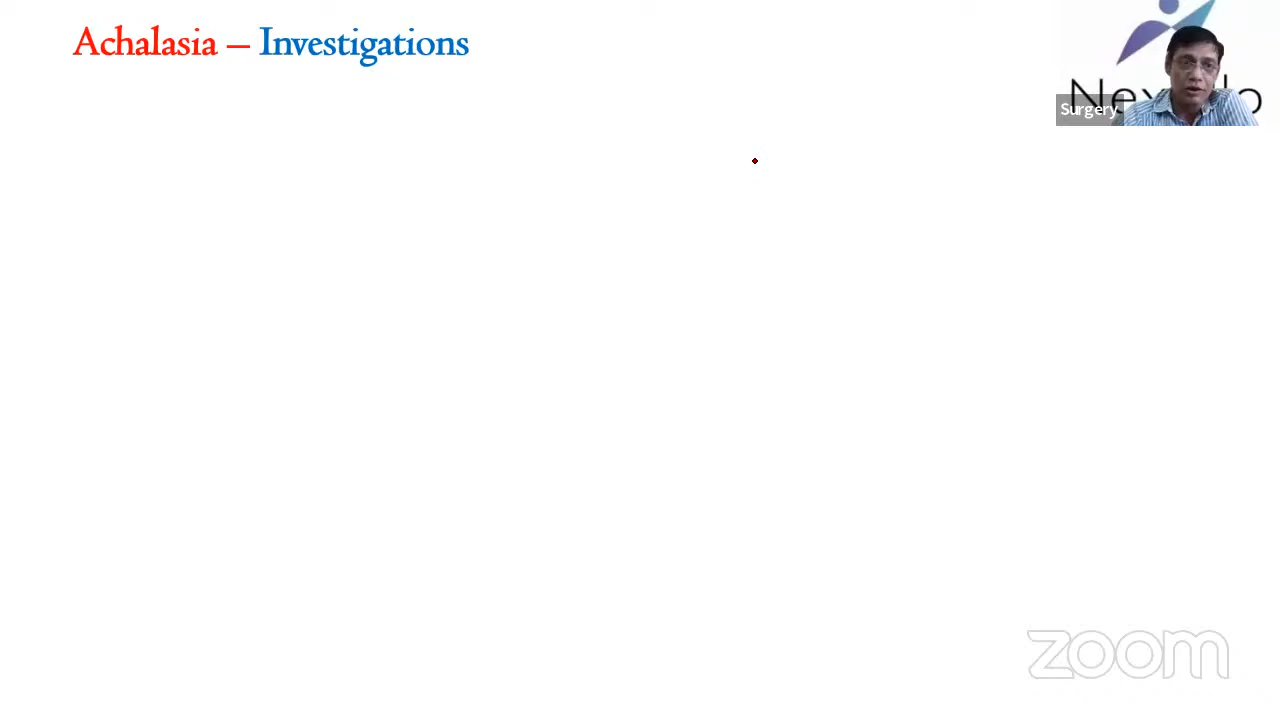 Achalasia – Investigations
Surgery
zoom